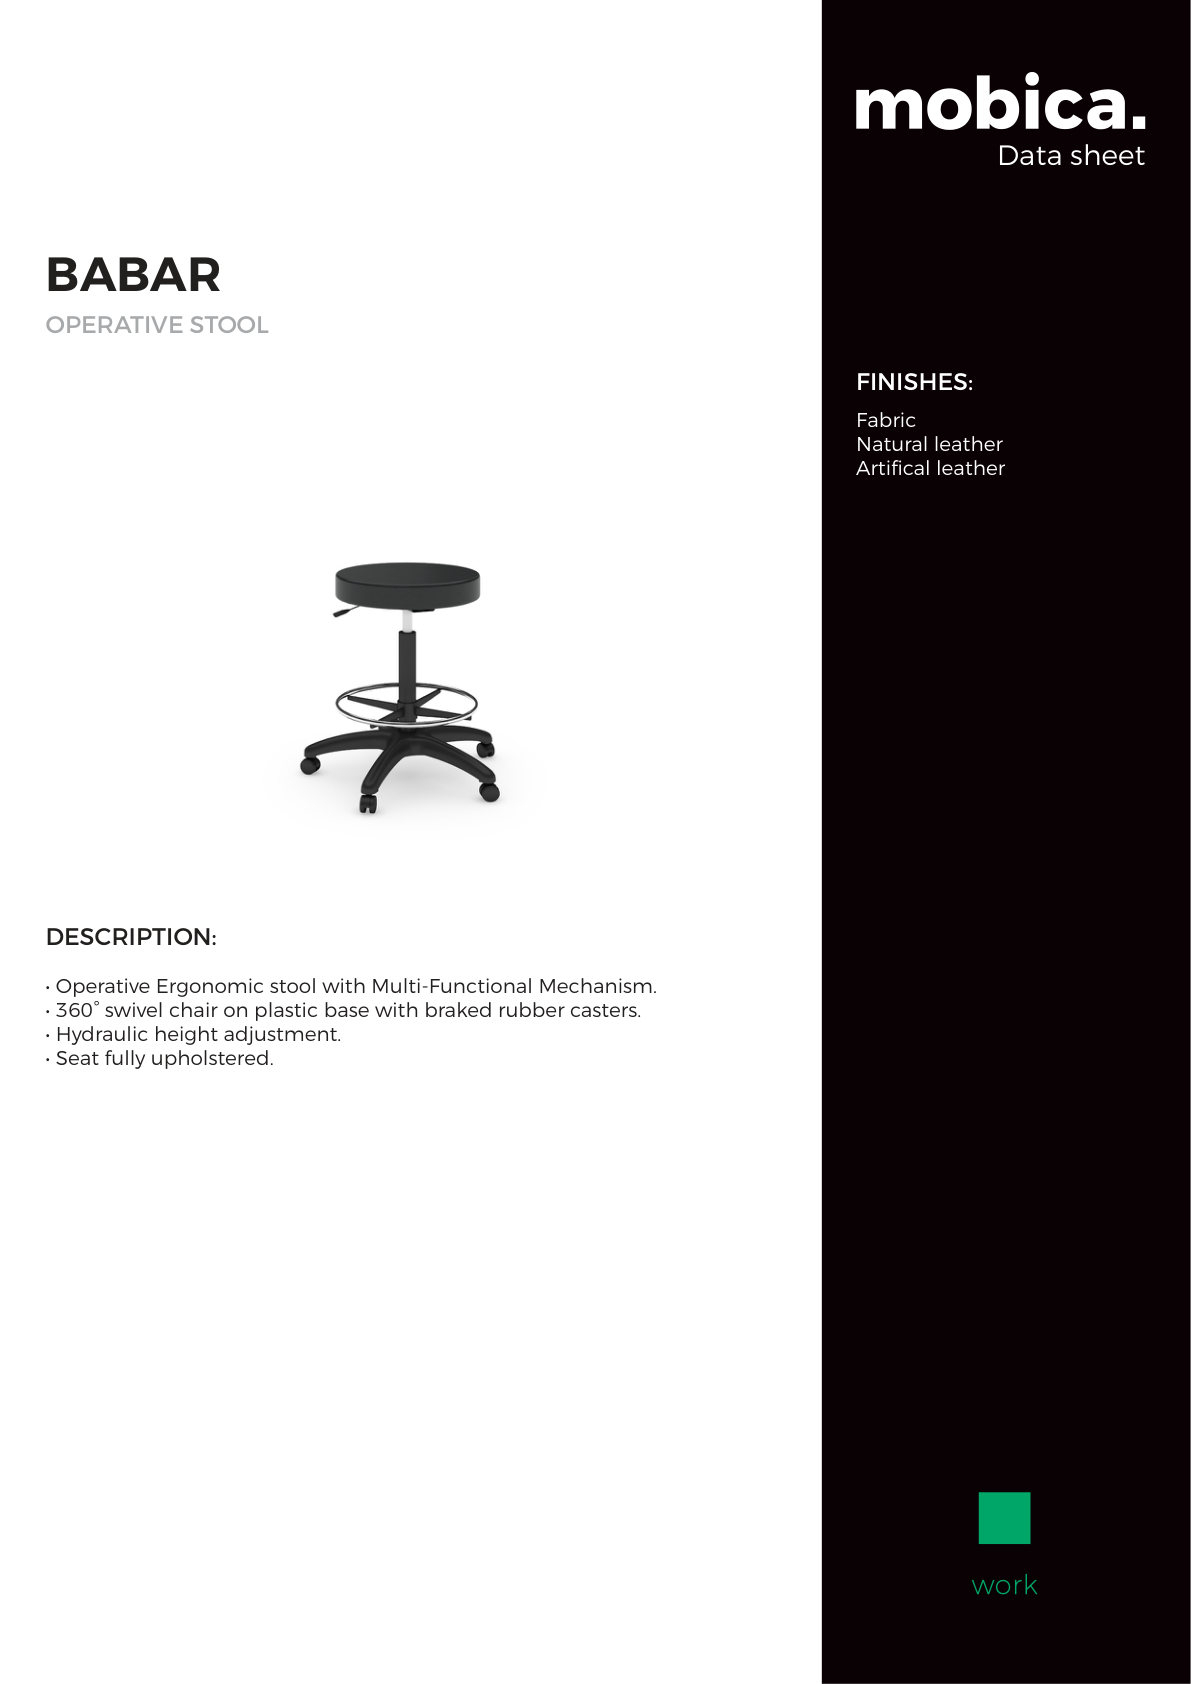 mobica.
Data sheet
BABAR
OPERATIVE STOOL
FINISHES:
Fabric
Natural leather
Artifical leather
DESCRIPTION:
• Operative Ergonomic stool with Multi-Functional Mechanism.
• 360° swivel chair on plastic base with braked rubber casters.
• Hydraulic height adjustment.
• Seat fully upholstered.
work